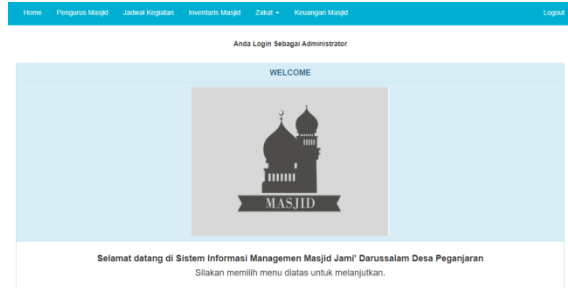 Home Pengurus Masjid Jadwal Kegiatan Inventaris Masjid Zakat Keuangan Masjid Logout
Anda Login Sebagai Administrator
WELCOME
MASJID
Selamat datang di Sistem Informasi Managemen Masjid Jami' Darussalam Desa Peganjaran
Silakan memilih menu diatas untuk melanjutkan.